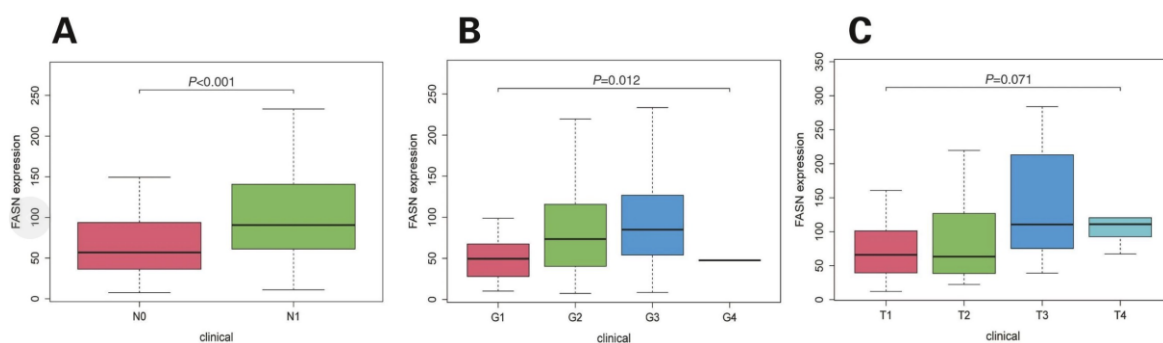 A
P<0.001
FASN expression
250
200
150
100
50
0
N0
N1
clinical
B
P=0.012
FASN expression
250
200
150
100
50
0
G1
G2
G3
G4
clinical
C
P=0.071
FASN expression
350
300
250
200
150
100
50
0
T1
T2
T3
T4
clinical